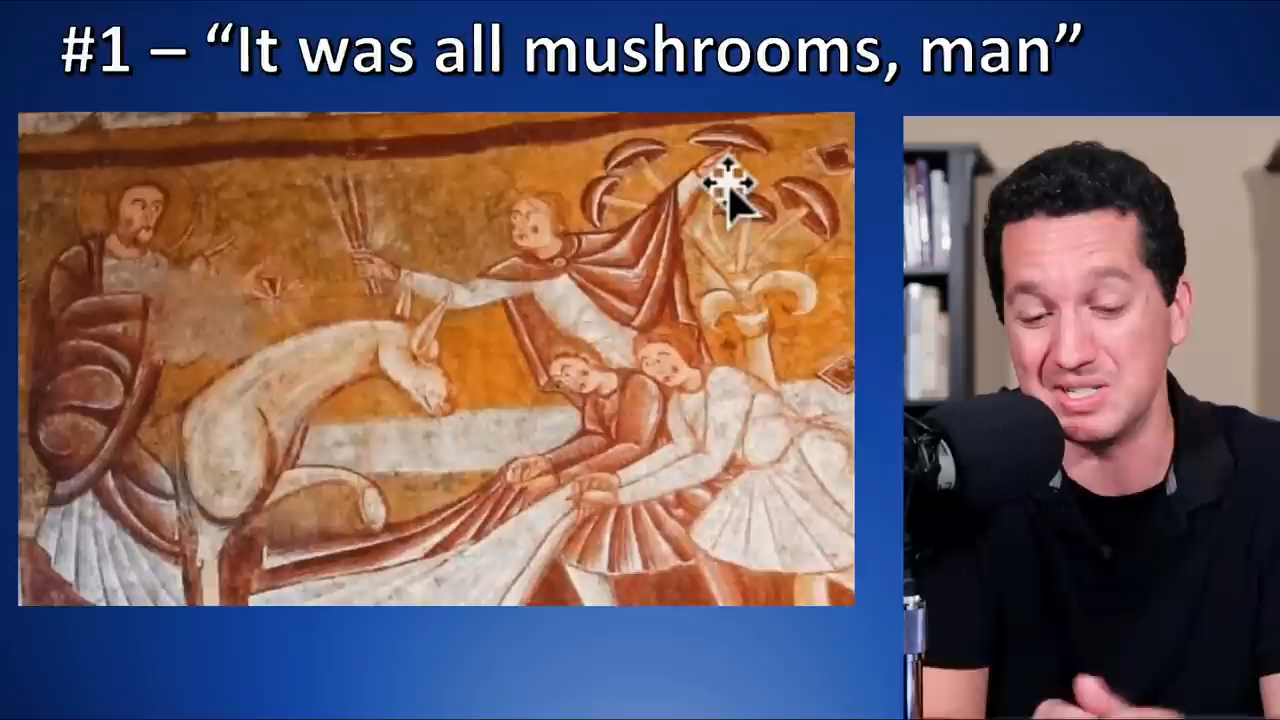 #1 – “It was all mushrooms, man”